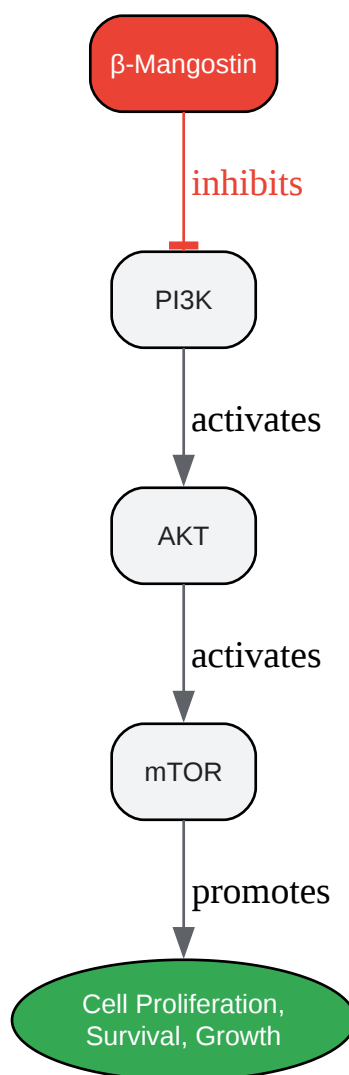 β-Mangostin
inhibits
PI3K
activates
AKT
activates
mTOR
promotes
Cell Proliferation,
Survival, Growth